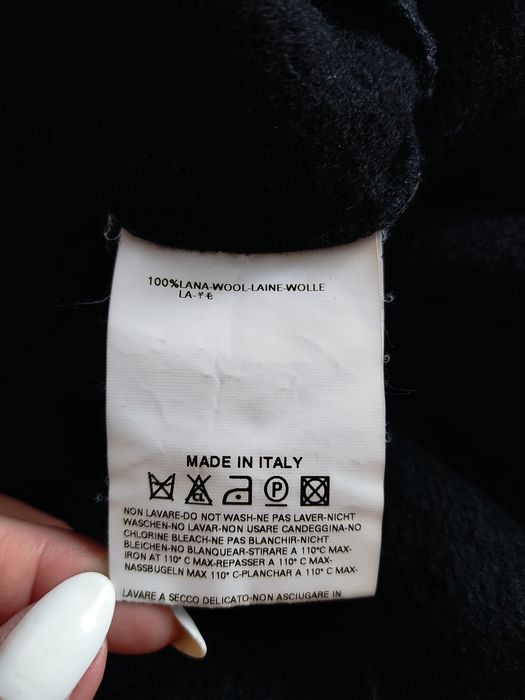 100%LANA-WOOL-LAINE-WOLLE
LA-羊毛
MADE IN ITALY
CL
P
NON LAVARE-DO NOT WASH-NE PAS LAVER-NICHT
WASCHEN-NO LAVAR-NON USARE CANDEGGINA-NO
CHLORINE BLEACH-NE PAS BLANCHIR-NICHT
BLEICHEN-NO BLANQUEAR-STIRARE A 110°C MAX-
IRON AT 110° C MAX-REPASSER A 110° C MAX-
NASSBUGELN MAX 110° C-PLANCHAR A 110° C MAX-
LAVARE A SECCO DELICATO-NON ASCIUGARE IN